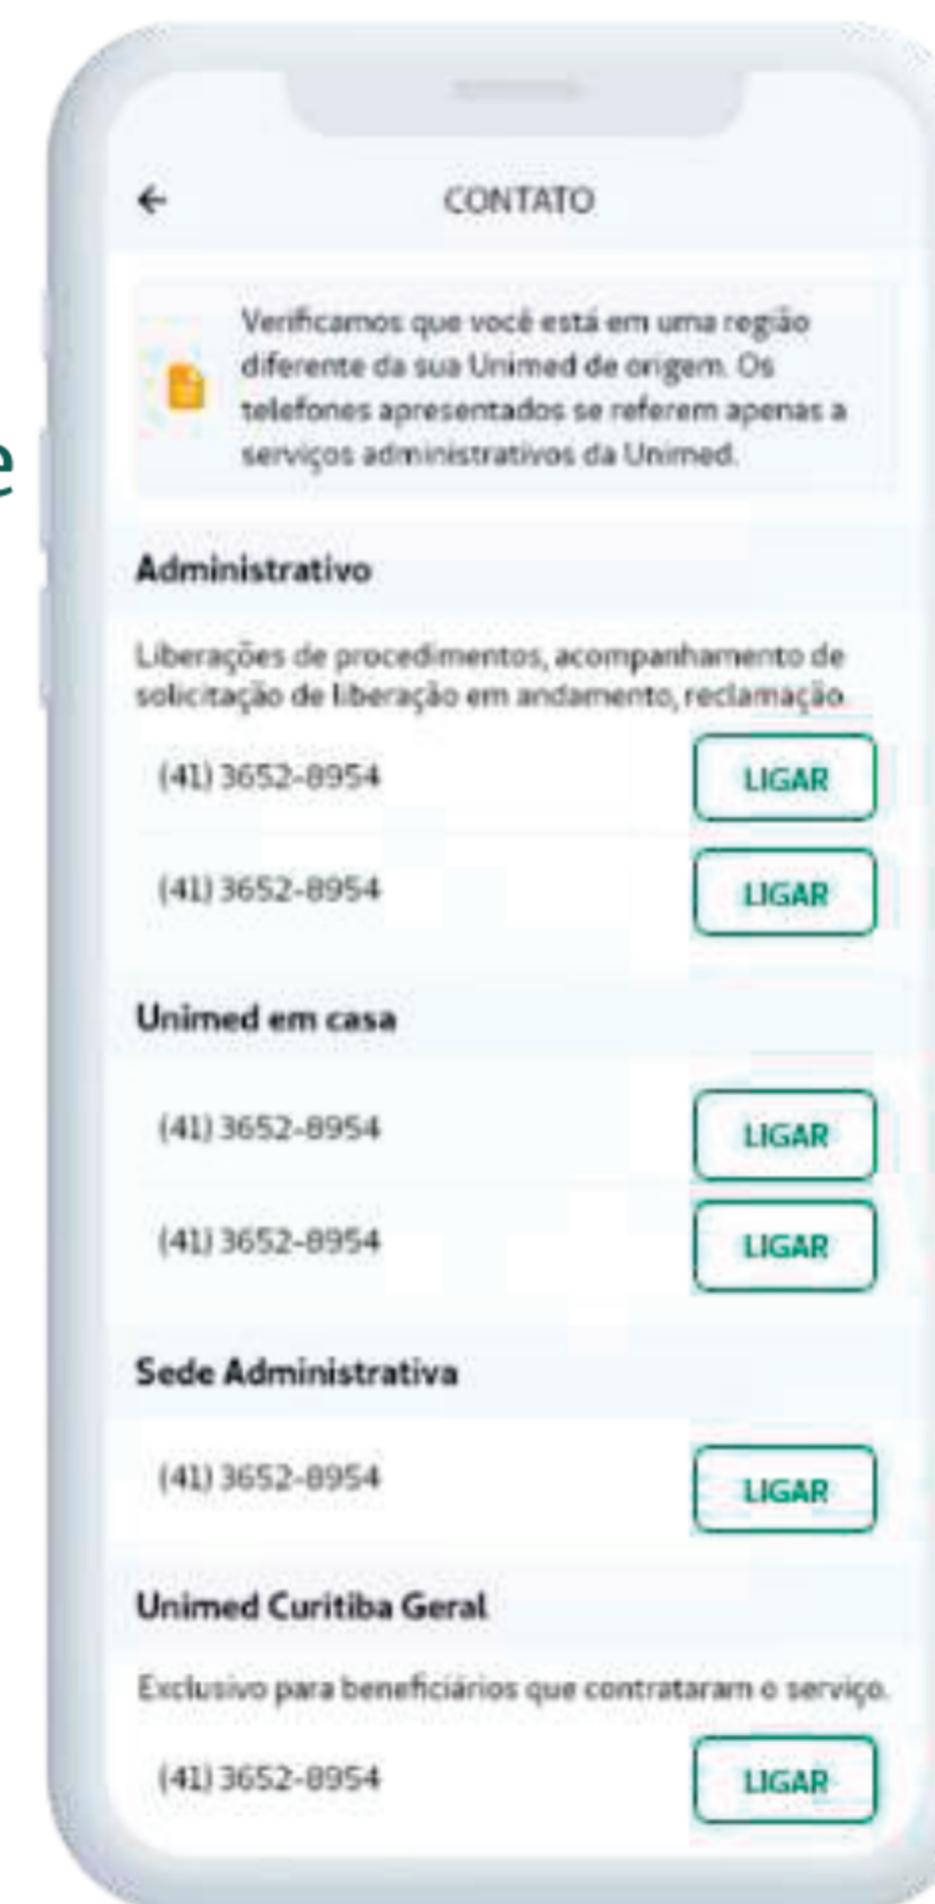 e
CONTATO
Verificamos que você está em uma região
diferente da sua Unimed de origem. Os
telefones apresentados se referem apenas a
serviços administrativos da Unimed.
Administrativo
Liberações de procedimentos, acompanhamento de
solicitação de liberação em andamento, reclamação.
(41) 3652-8954 LIGAR
(41) 3652-8954 LIGAR
Unimed em casa
(41) 3652-8954 LIGAR
(41) 3652-8954 LIGAR
Sede Administrativa
(41) 3652-8954 LIGAR
Unimed Curitiba Geral
Exclusivo para beneficiários que contrataram o serviço.
(41) 3652-8954 LIGAR